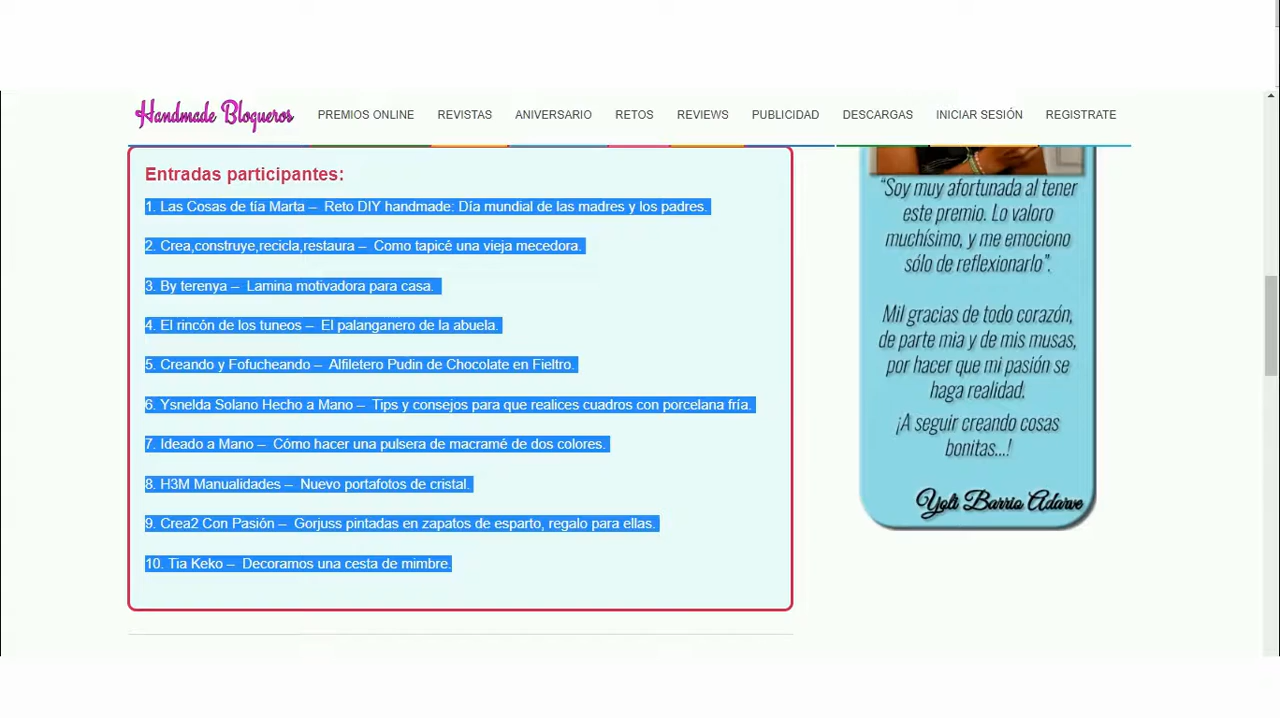 Handmade Blogueros
PREMIOS ONLINE
REVISTAS
ANIVERSARIO
RETOS
REVIEWS
PUBLICIDAD
DESCARGAS
INICIAR SESIÓN
REGISTRATE
Entradas participantes:
1. Las Cosas de tía Marta – Reto DIY handmade: Día mundial de las madres y los padres.
2. Crea,construye,recicla,restaura – Como tapicé una vieja mecedora.
3. By terenya – Lamina motivadora para casa.
4. El rincón de los tuneos – El palanganero de la abuela.
5. Creando y Fofucheando – Alfiletero Pudin de Chocolate en Fieltro.
6. Ysnelda Solano Hecho a Mano – Tips y consejos para que realices cuadros con porcelana fría.
7. Ideado a Mano – Cómo hacer una pulsera de macramé de dos colores.
8. H3M Manualidades – Nuevo portafotos de cristal.
9. Crea2 Con Pasión – Gorjuss pintadas en zapatos de esparto, regalo para ellas.
10. Tia Keko – Decoramos una cesta de mimbre.
“Soy muy afortunada al tener
este premio. Lo valoro
muchísimo, y me emociono
sólo de reflexionarlo”.
Mil gracias de todo corazón,
de parte mia y de mis musas,
por hacer que mi pasión se
haga realidad.
¡A seguir creando cosas
bonitas...!
Yoli Barrio Adarve